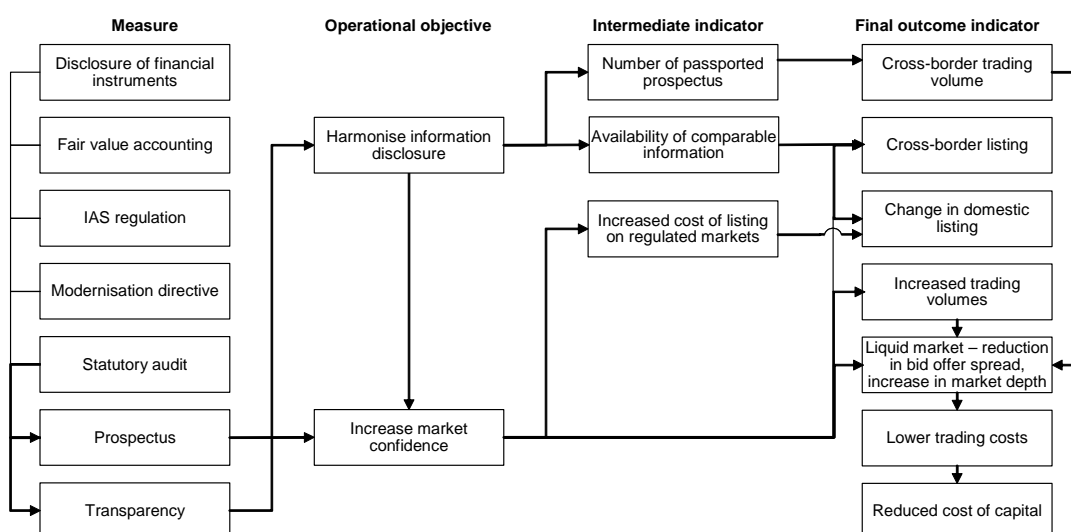 Measure
Operational objective
Intermediate indicator
Final outcome indicator
Disclosure of financial
instruments
Number of passported
prospectus
Cross-border trading
volume
Fair value accounting
Harmonise information
disclosure
Availability of comparable
information
Cross-border listing
IAS regulation
Increased cost of listing
on regulated markets
Change in domestic
listing
Modernisation directive
Increased trading
volumes
Statutory audit
Liquid market – reduction
in bid offer spread,
increase in market depth
Prospectus
Increase market
confidence
Lower trading costs
Transparency
Reduced cost of capital